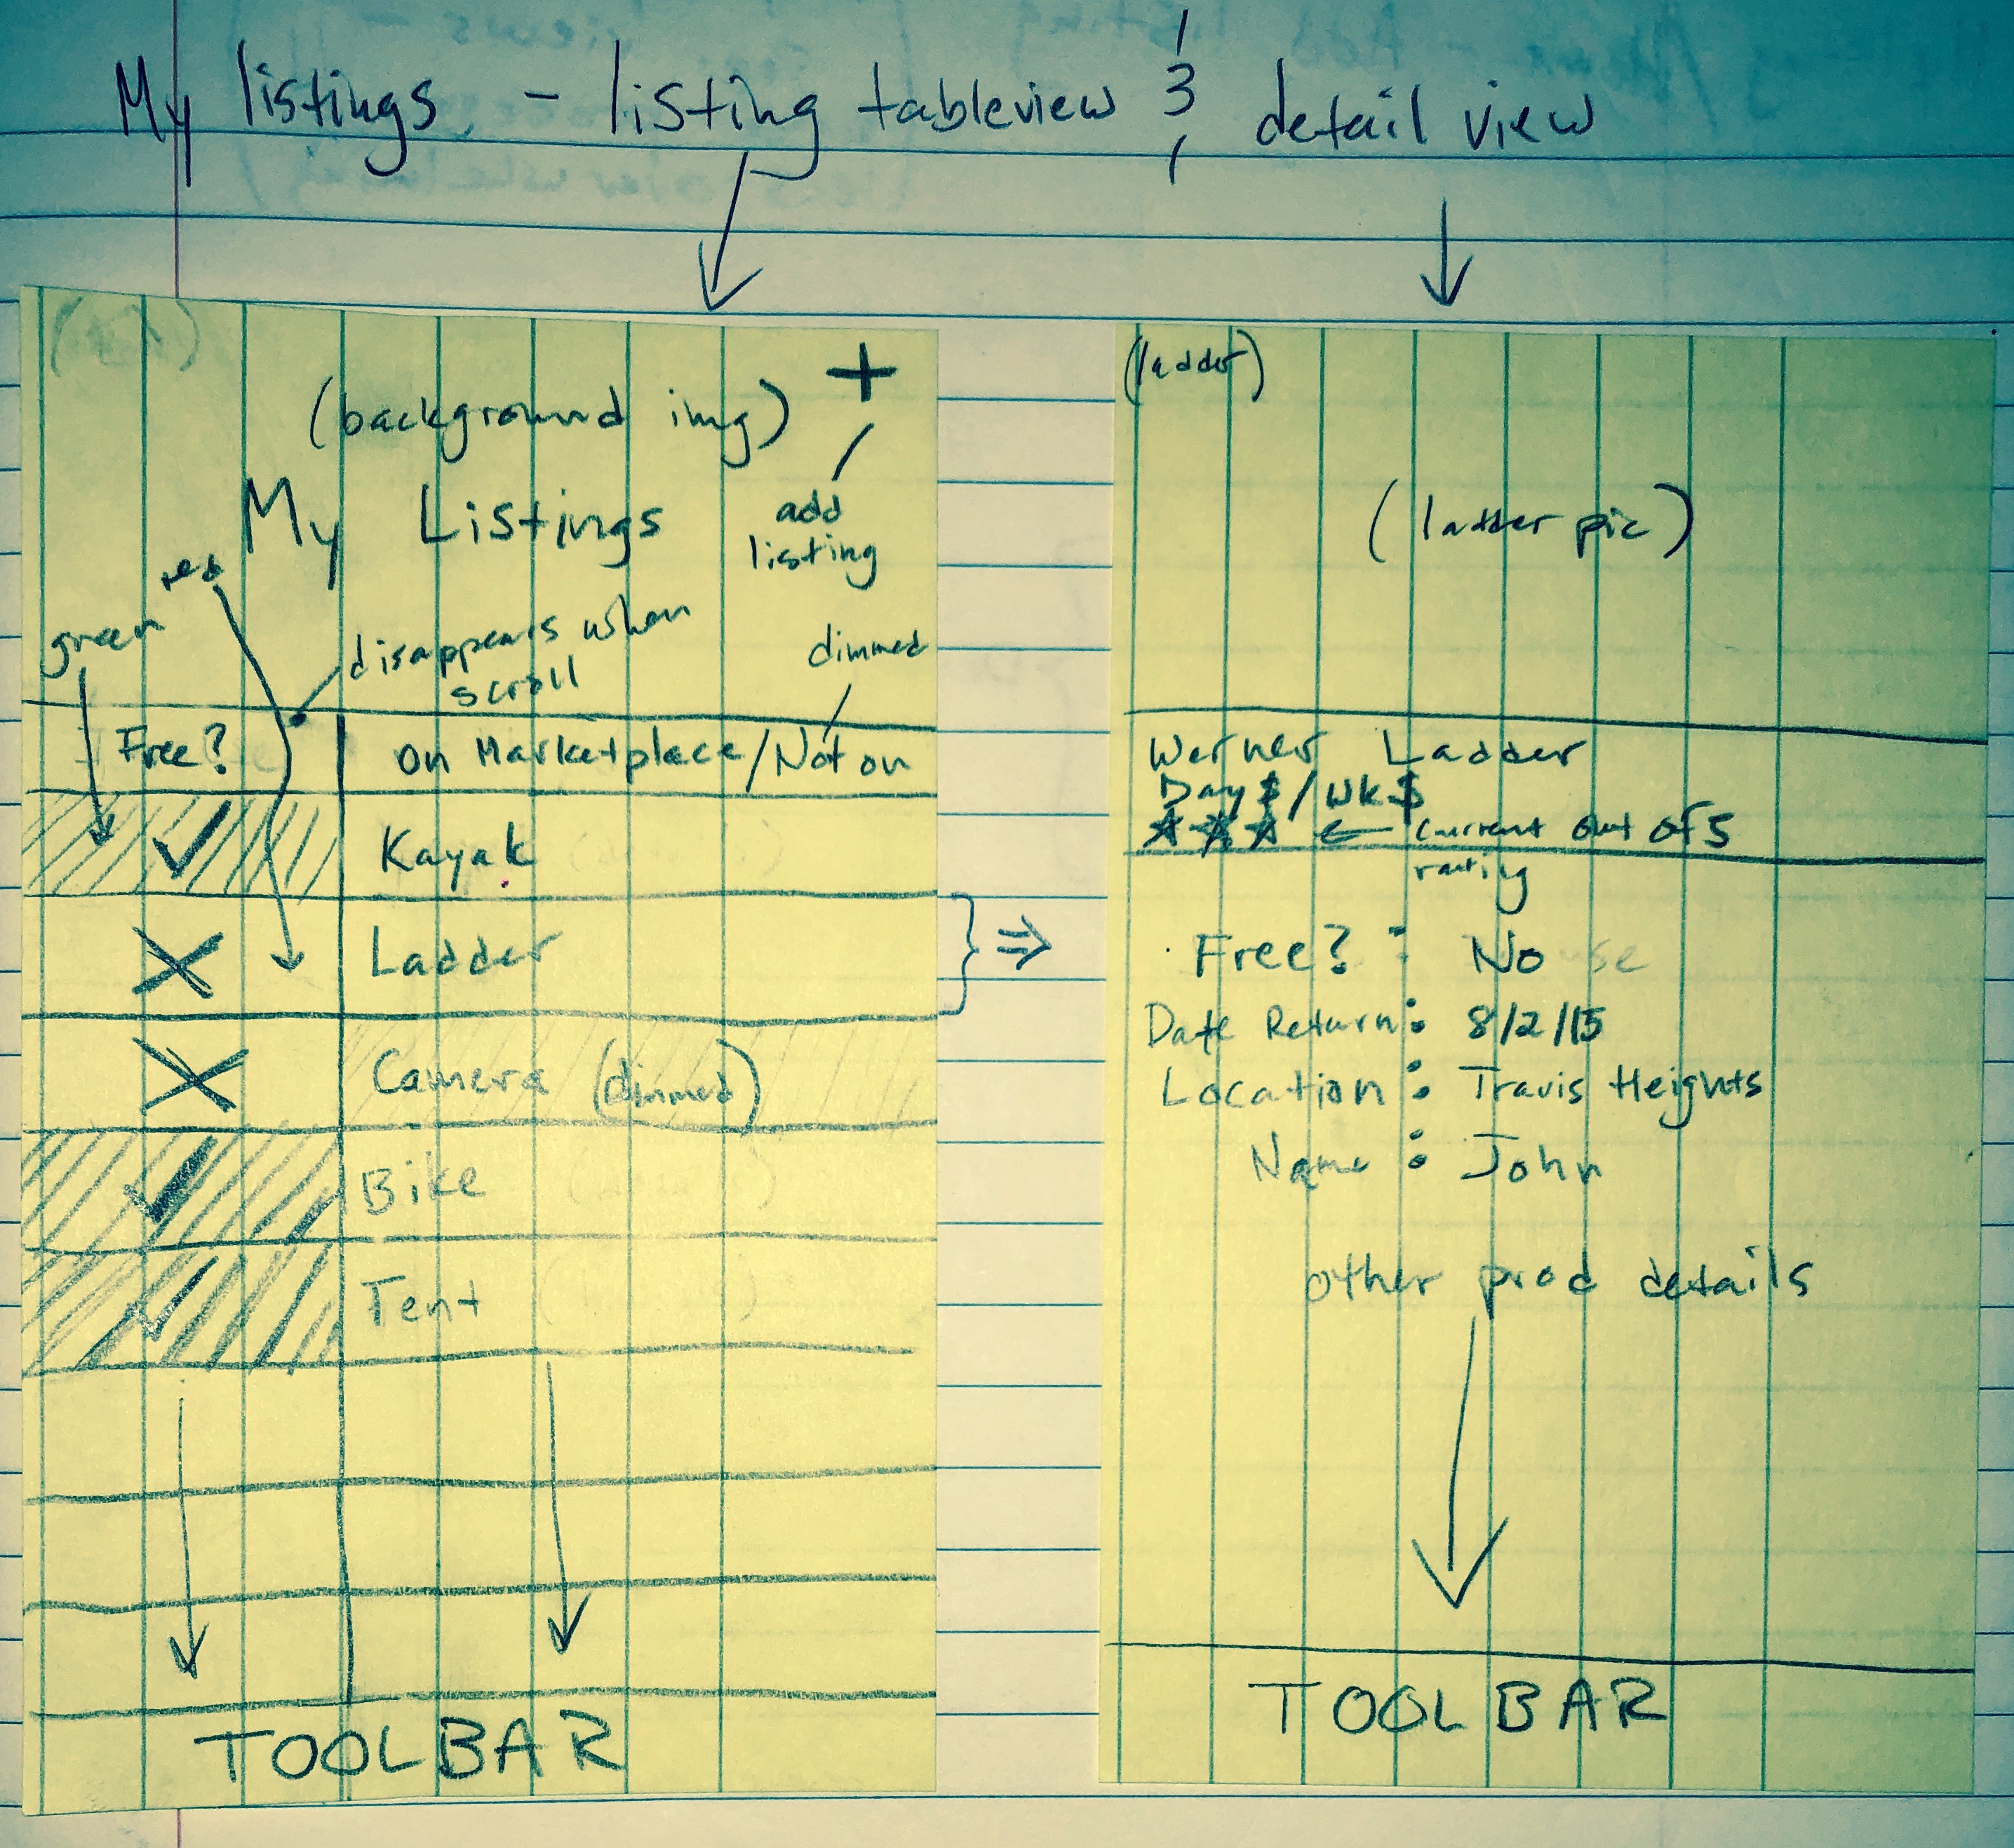 My listings - listing tableview & detail view
(background img)
+
My Listings
add
listing
red
green
disappears when
scroll
dimmed
Free?
On Marketplace/Not on
Kayak
Ladder
Camera (dimmed)
Bike
Tent
TOOLBAR
(ladder)
(ladder pic)
Werner Ladder
Day $/Wk $
← current out of 5
rating
Free? : No
Date Return: 8/2/15
Location : Travis Heights
Name : John
other prod details
TOOLBAR